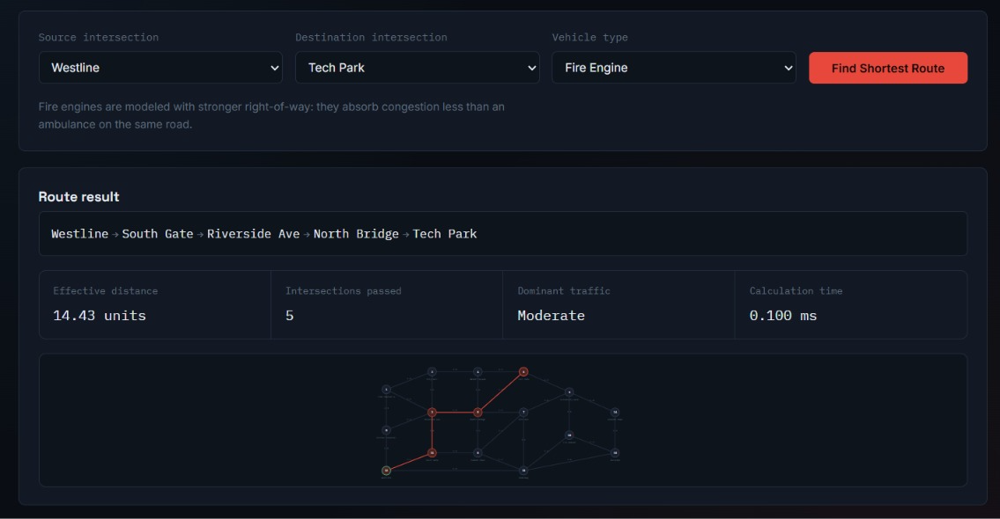 Source intersection
Destination intersection
Vehicle type
Westline
Tech Park
Fire Engine
Find Shortest Route
Fire engines are modeled with stronger right-of-way: they absorb congestion less than an
ambulance on the same road.
Route result
Westline → South Gate → Riverside Ave → North Bridge → Tech Park
Effective distance
Intersections passed
Dominant traffic
Calculation time
14.43 units
5
Moderate
0.100 ms